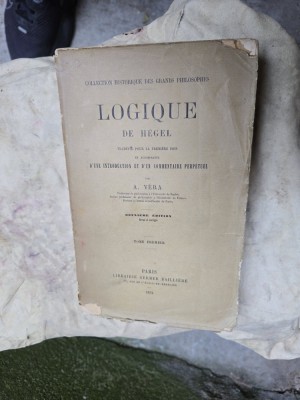 COLLECTION HISTORIQUE DES GRANDS PHILOSOPHES
LOGIQUE
DE HÉGEL
TRADUITE POUR LA PREMIÈRE FOIS
ET ACCOMPAGNÉE
D'UNE INTRODUCTION ET D'UN COMMENTAIRE PERPÉTUEL
PAR
A. VÉRA
DEUXIÈME ÉDITION
TOME PREMIER
PARIS
LIBRAIRIE GERMER BAILLIÈRE